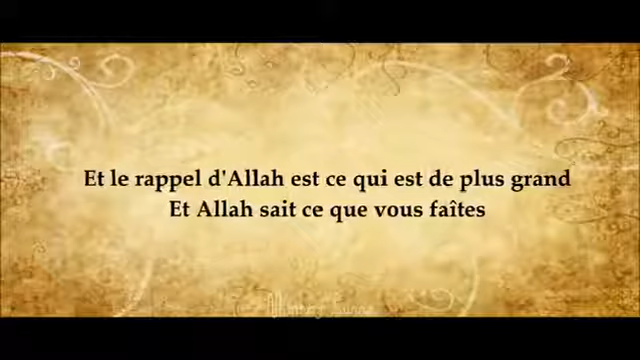 Et le rappel d'Allah est ce qui est de plus grand
Et Allah sait ce que vous faîtes